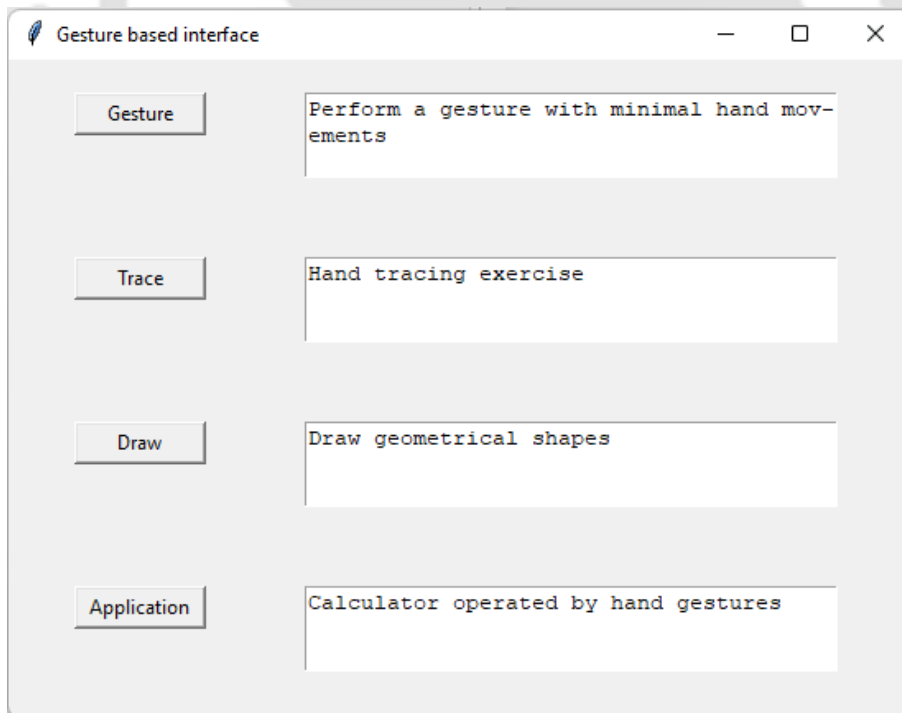 Gesture based interface
Gesture
Perform a gesture with minimal hand mov-
ements
Trace
Hand tracing exercise
Draw
Draw geometrical shapes
Application
Calculator operated by hand gestures